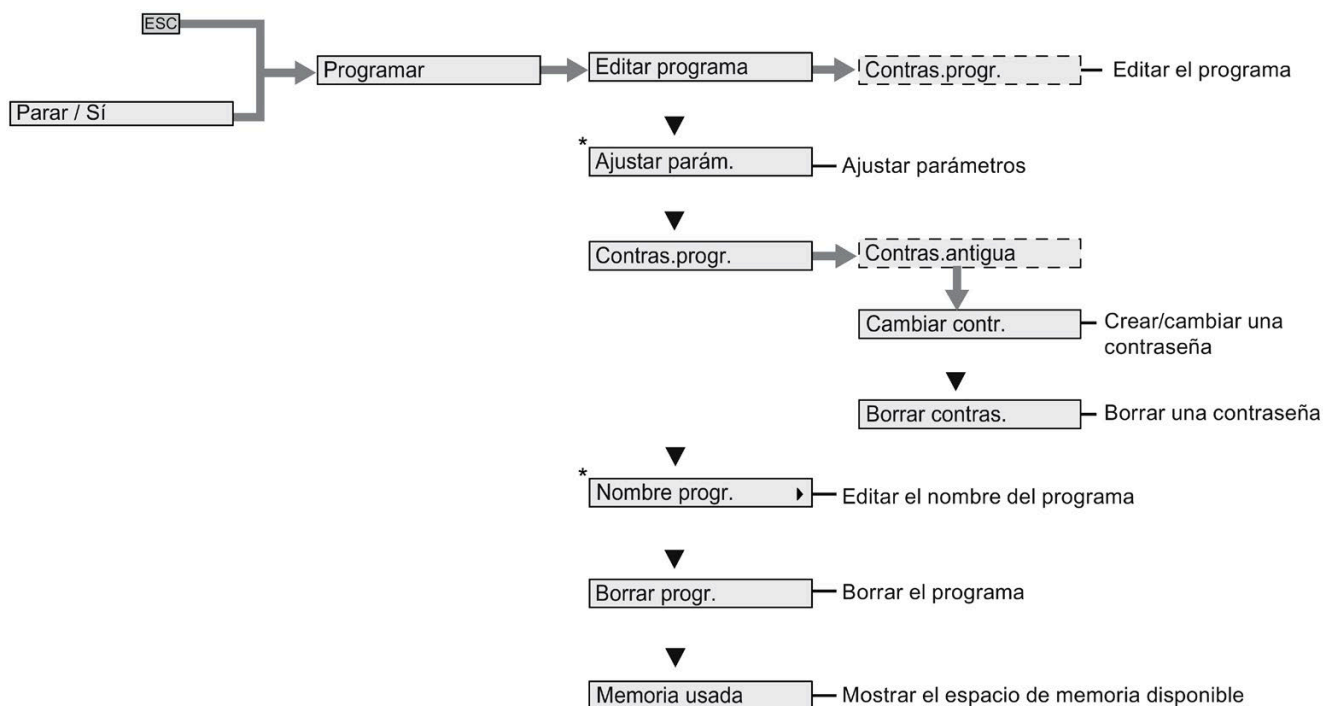 ESC
Parar / Sí
Programar
Editar programa
Contras.progr.
Editar el programa
*
Ajustar parám.
Ajustar parámetros
Contras.progr.
Contras.antigua
Cambiar contr.
Crear/cambiar una
contraseña
Borrar contras.
Borrar una contraseña
*
Nombre progr.
Editar el nombre del programa
Borrar progr.
Borrar el programa
Memoria usada
Mostrar el espacio de memoria disponible